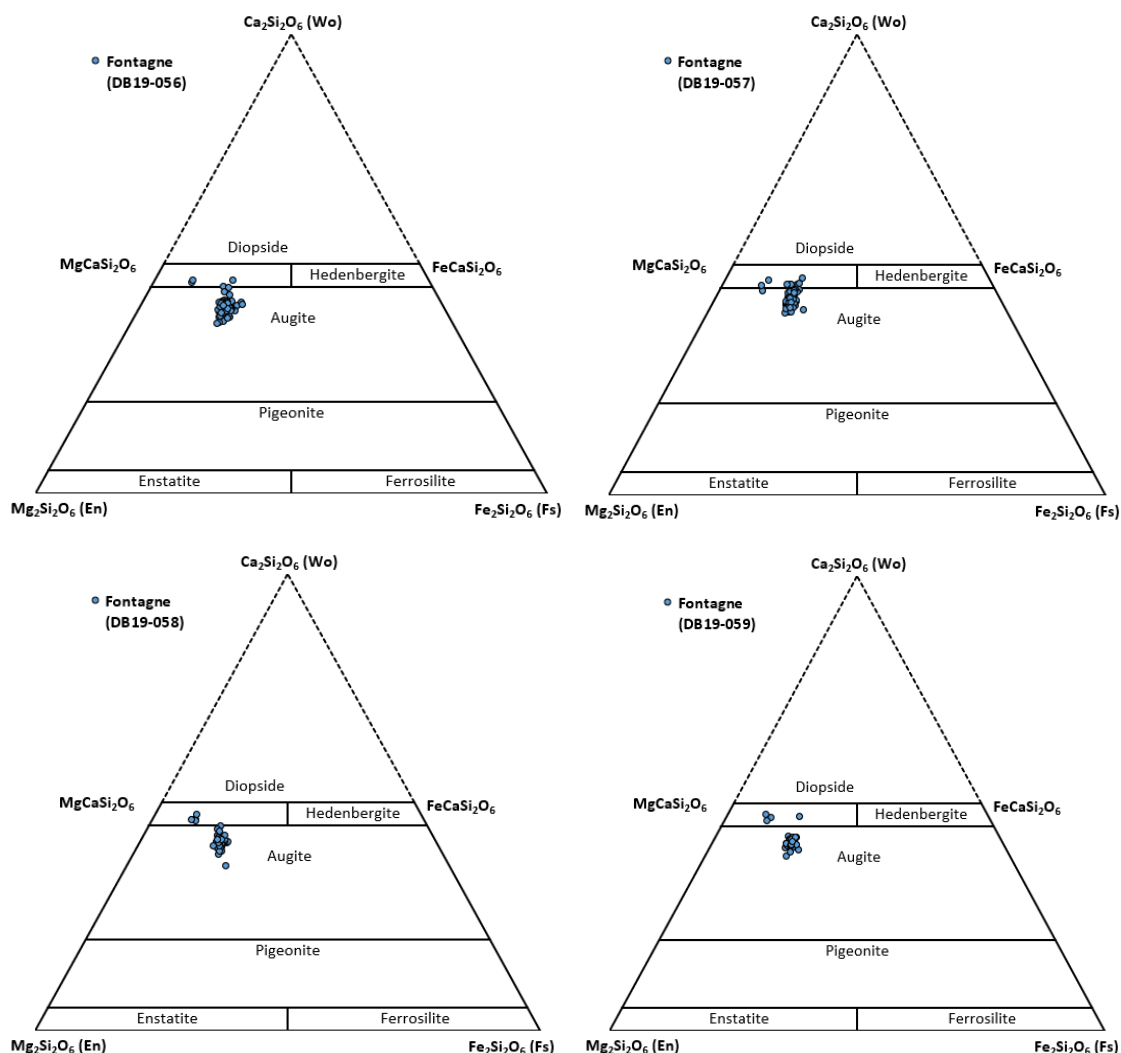 Ca₂Si₂O₆ (Wo)
Fontagne
(DB19-056)
Diopside
MgCaSi₂O₆
Hedenbergite
FeCaSi₂O₆
Augite
Pigeonite
Enstatite
Ferrosilite
Mg₂Si₂O₆ (En)
Fe₂Si₂O₆ (Fs)
Ca₂Si₂O₆ (Wo)
Fontagne
(DB19-057)
Diopside
MgCaSi₂O₆
Hedenbergite
FeCaSi₂O₆
Augite
Pigeonite
Enstatite
Ferrosilite
Mg₂Si₂O₆ (En)
Fe₂Si₂O₆ (Fs)
Ca₂Si₂O₆ (Wo)
Fontagne
(DB19-058)
Diopside
MgCaSi₂O₆
Hedenbergite
FeCaSi₂O₆
Augite
Pigeonite
Enstatite
Ferrosilite
Mg₂Si₂O₆ (En)
Fe₂Si₂O₆ (Fs)
Ca₂Si₂O₆ (Wo)
Fontagne
(DB19-059)
Diopside
MgCaSi₂O₆
Hedenbergite
FeCaSi₂O₆
Augite
Pigeonite
Enstatite
Ferrosilite
Mg₂Si₂O₆ (En)
Fe₂Si₂O₆ (Fs)